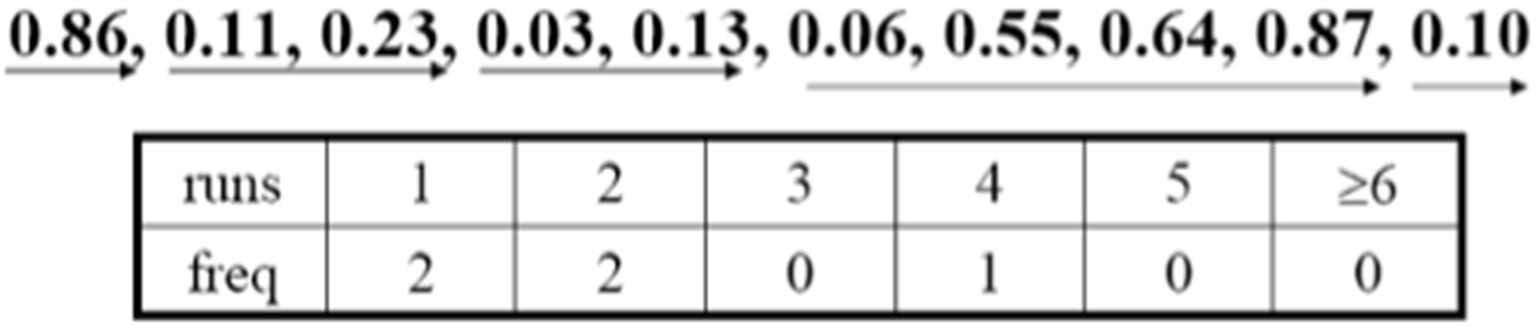 0.86, 0.11, 0.23, 0.03, 0.13, 0.06, 0.55, 0.64, 0.87, 0.10
runs 1 2 3 4 5 ≥6
freq 2 2 0 1 0 0